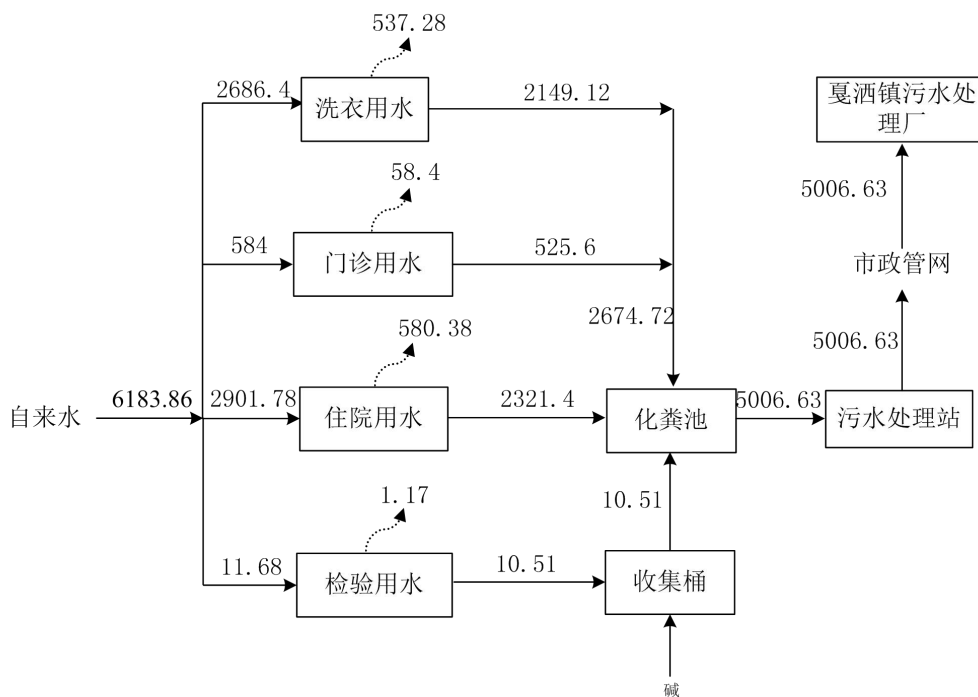 537.28
2686.4
洗衣用水
2149.12
戛洒镇污水处
理厂
58.4
5006.63
584
门诊用水
525.6
市政管网
580.38
2674.72
5006.63
自来水
6183.86
2901.78
住院用水
2321.4
化粪池
5006.63
污水处理站
1.17
10.51
11.68
检验用水
10.51
收集桶
碱